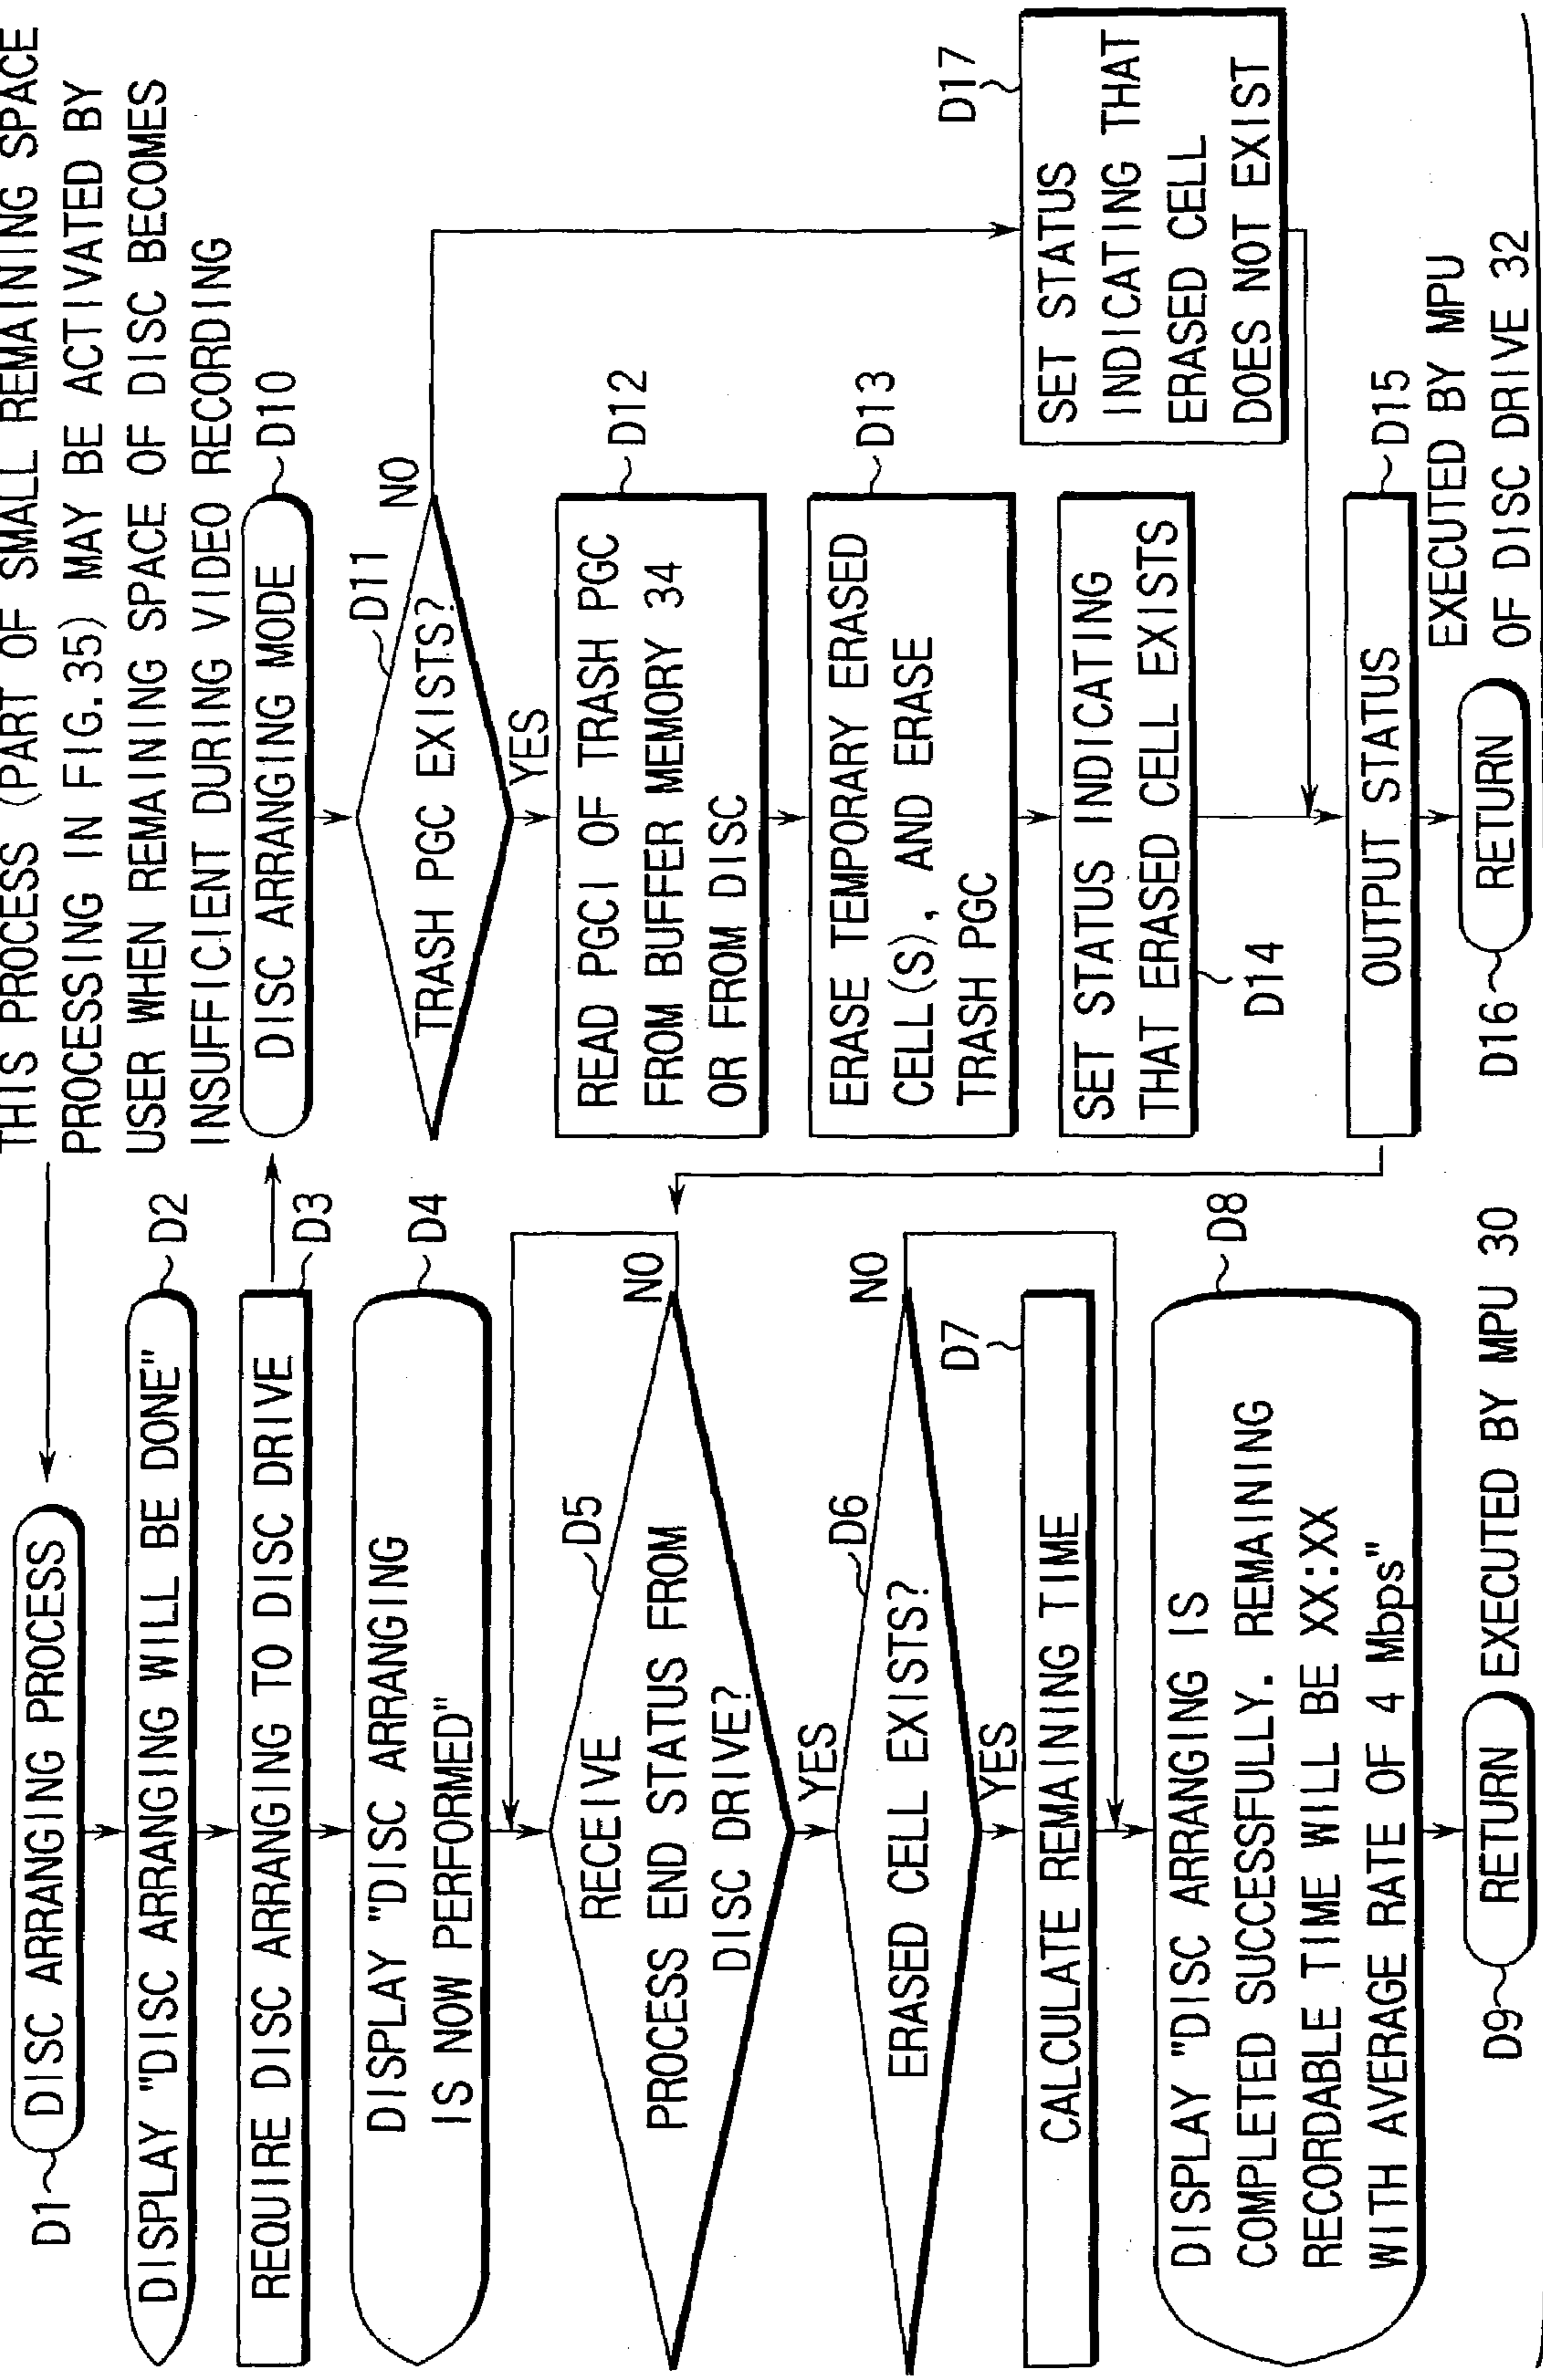 THIS PROCESS (PART OF SMALL REMAINING SPACE
PROCESSING IN FIG.35) MAY BE ACTIVATED BY
USER WHEN REMAINING SPACE OF DISC BECOMES
INSUFFICIENT DURING VIDEO RECORDING
D1
DISC ARRANGING PROCESS
D2
DISPLAY "DISC ARRANGING WILL BE DONE"
D3
REQUIRE DISC ARRANGING TO DISC DRIVE
D4
DISPLAY "DISC ARRANGING
IS NOW PERFORMED"
D5
RECEIVE
PROCESS END STATUS FROM
DISC DRIVE?
NO
YES
D6
ERASED CELL EXISTS?
NO
YES
D7
CALCULATE REMAINING TIME
D8
DISPLAY "DISC ARRANGING IS
COMPLETED SUCCESSFULLY. REMAINING
RECORDABLE TIME WILL BE XX:XX
WITH AVERAGE RATE OF 4 Mbps"
D9
RETURN
EXECUTED BY MPU 30
D10
DISC ARRANGING MODE
D11
TRASH PGC EXISTS?
NO
YES
D12
READ PGCI OF TRASH PGC
FROM BUFFER MEMORY 34
OR FROM DISC
D13
ERASE TEMPORARY ERASED
CELL(S), AND ERASE
TRASH PGC
SET STATUS INDICATING
THAT ERASED CELL EXISTS
D14
D17
SET STATUS
INDICATING THAT
ERASED CELL
DOES NOT EXIST
D15
OUTPUT STATUS
D16
RETURN
EXECUTED BY MPU
OF DISC DRIVE 32